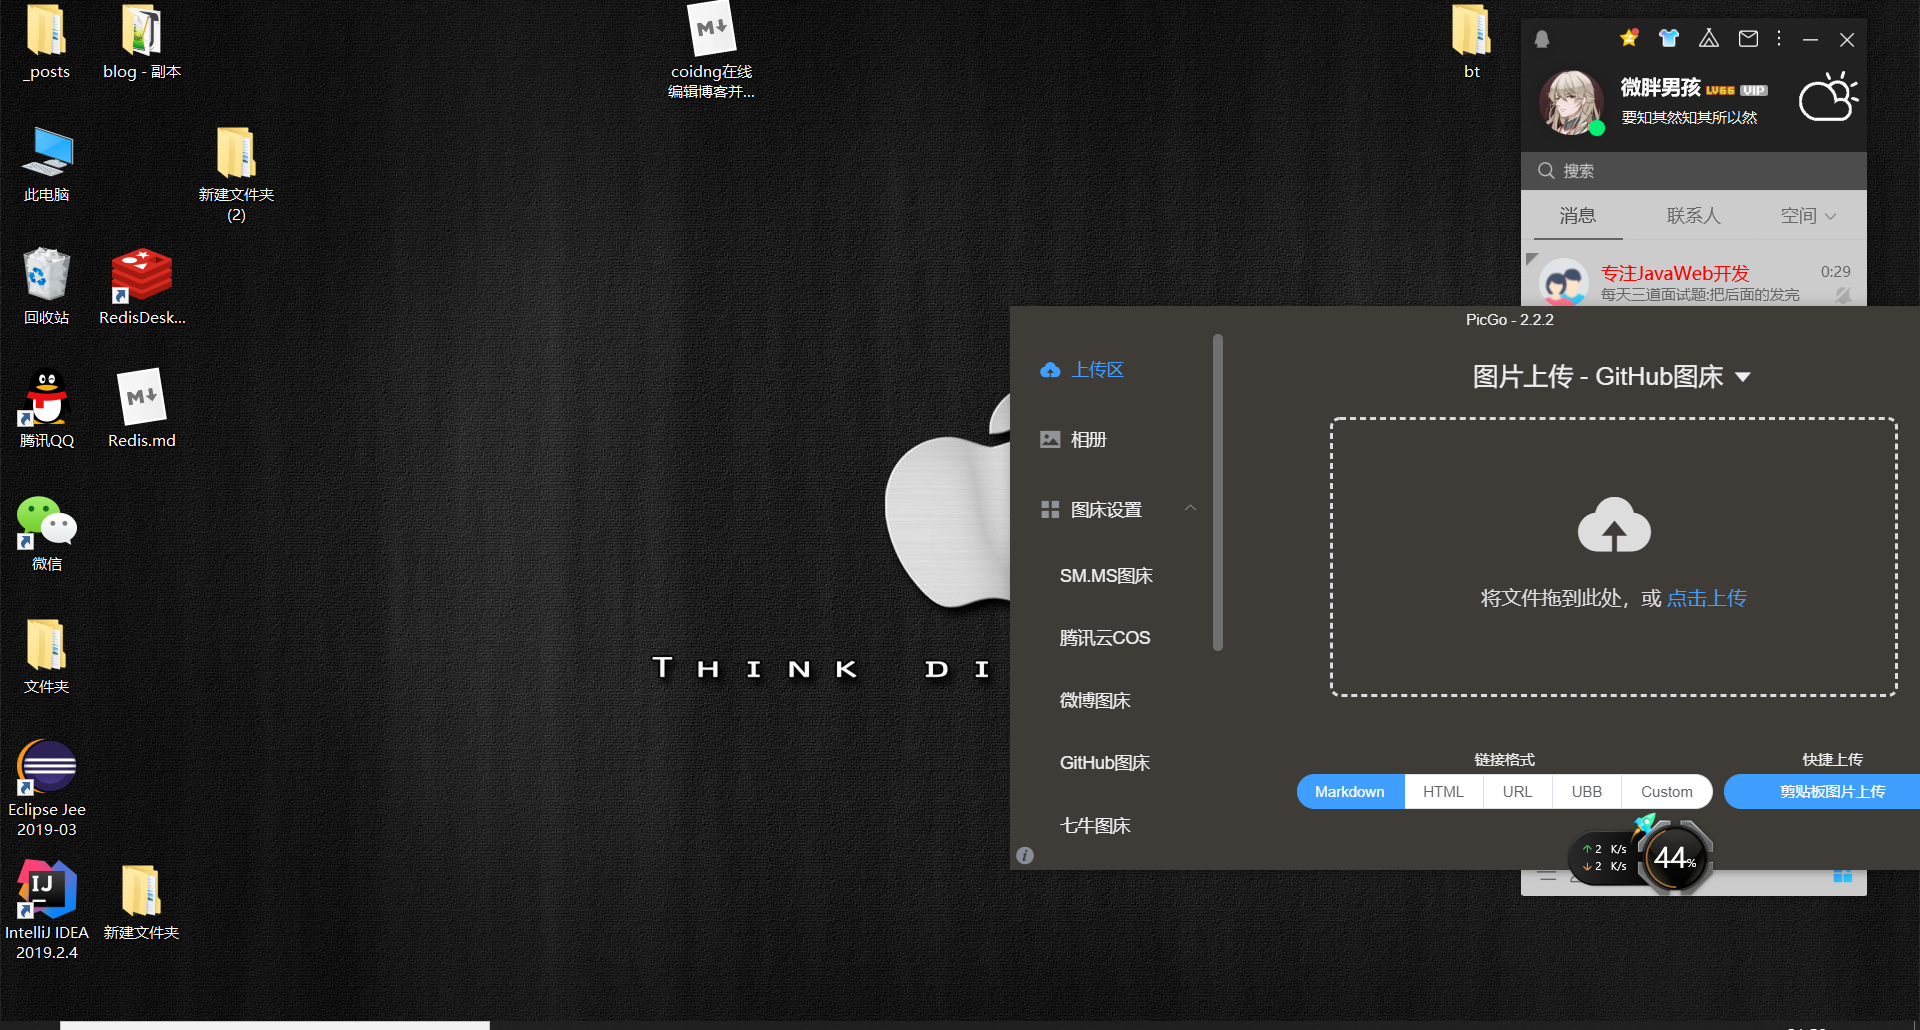 _posts
blog - 副本
coidng在线
编辑博客并...
bt
此电脑
新建文件夹
(2)
回收站
RedisDesk...
腾讯QQ
Redis.md
微信
文件夹
Eclipse Jee
2019-03
IntelliJ IDEA
2019.2.4
新建文件夹
THINK DI
微胖男孩 LV66 VIP
要知其然知其所以然
搜索
消息 联系人 空间
专注JavaWeb开发 0:29
每天三道面试题:把后面的发完
PicGo - 2.2.2
上传区
相册
图床设置
SM.MS图床
腾讯云COS
微博图床
GitHub图床
七牛图床
图片上传 - GitHub图床
将文件拖到此处，或 点击上传
链接格式 快捷上传
Markdown HTML URL UBB Custom 剪贴板图片上传
↑ 2 K/s
↓ 2 K/s
44%